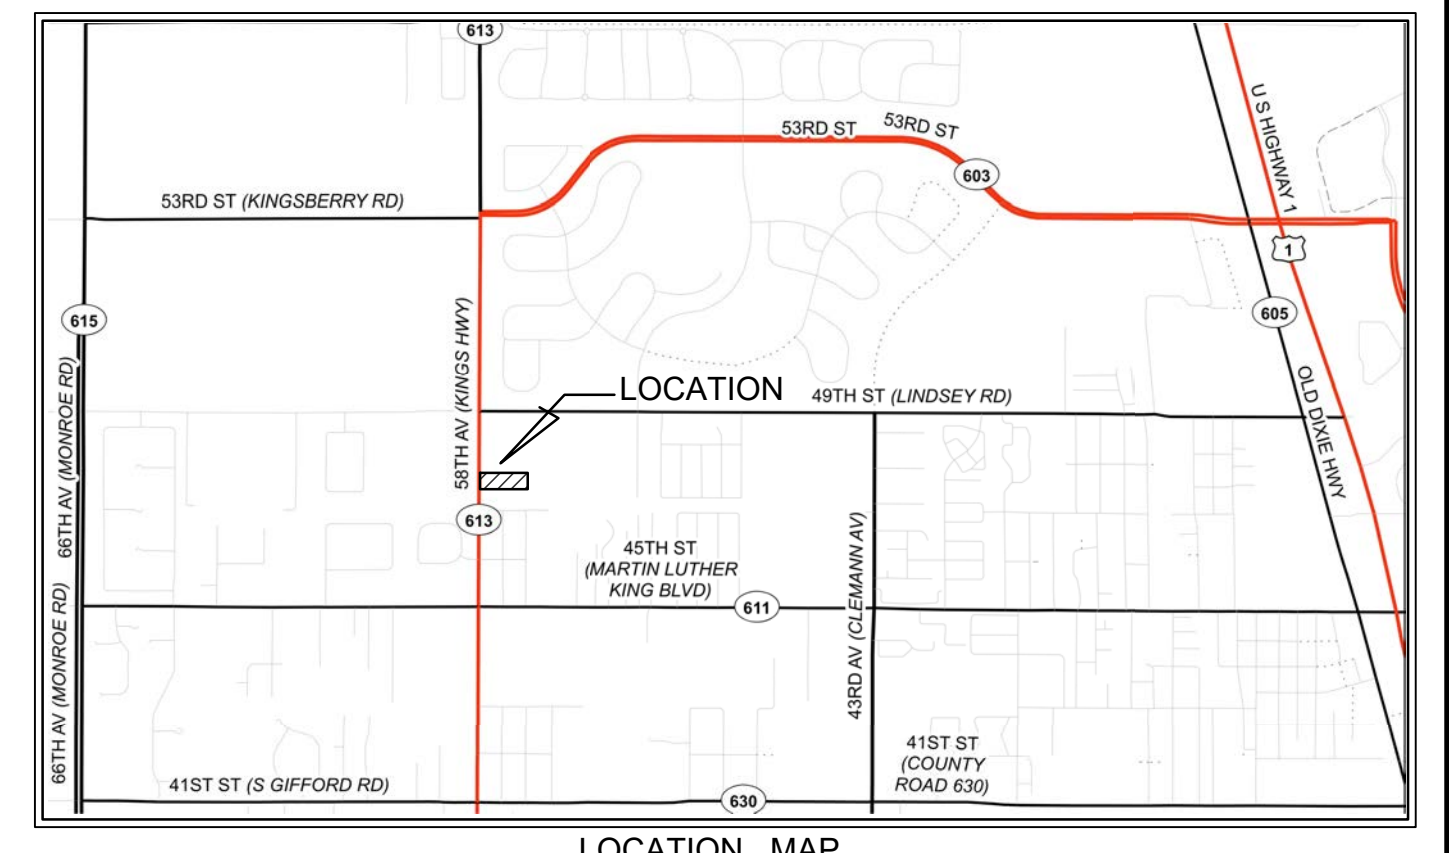 613
53RD ST
53RD ST
U S HIGHWAY 1
603
53RD ST (KINGSBERRY RD)
1
615
605
58TH AV (KINGS HWY)
66TH AV (MONROE RD)
LOCATION
49TH ST (LINDSEY RD)
OLD DIXIE HWY
613
45TH ST
(MARTIN LUTHER
KING BLVD)
611
43RD AV (CLEMANN AV)
66TH AV (MONROE RD)
41ST ST
(COUNTY
ROAD 630)
41ST ST (S GIFFORD RD)
630
LOCATION MAP